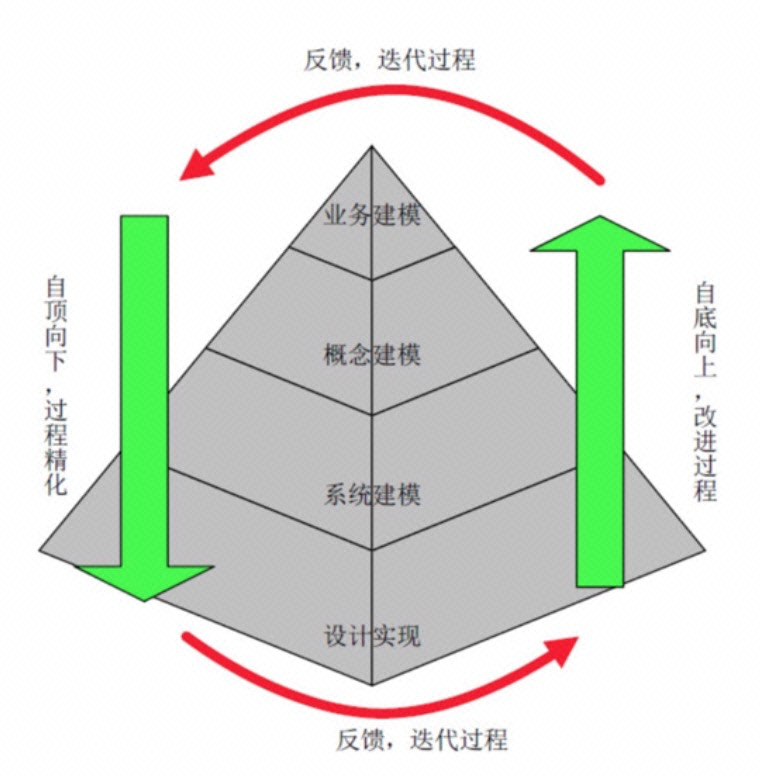 反馈，迭代过程
业务建模
自顶向下，过程精化
概念建模
自底向上，改进过程
系统建模
设计实现
反馈，迭代过程